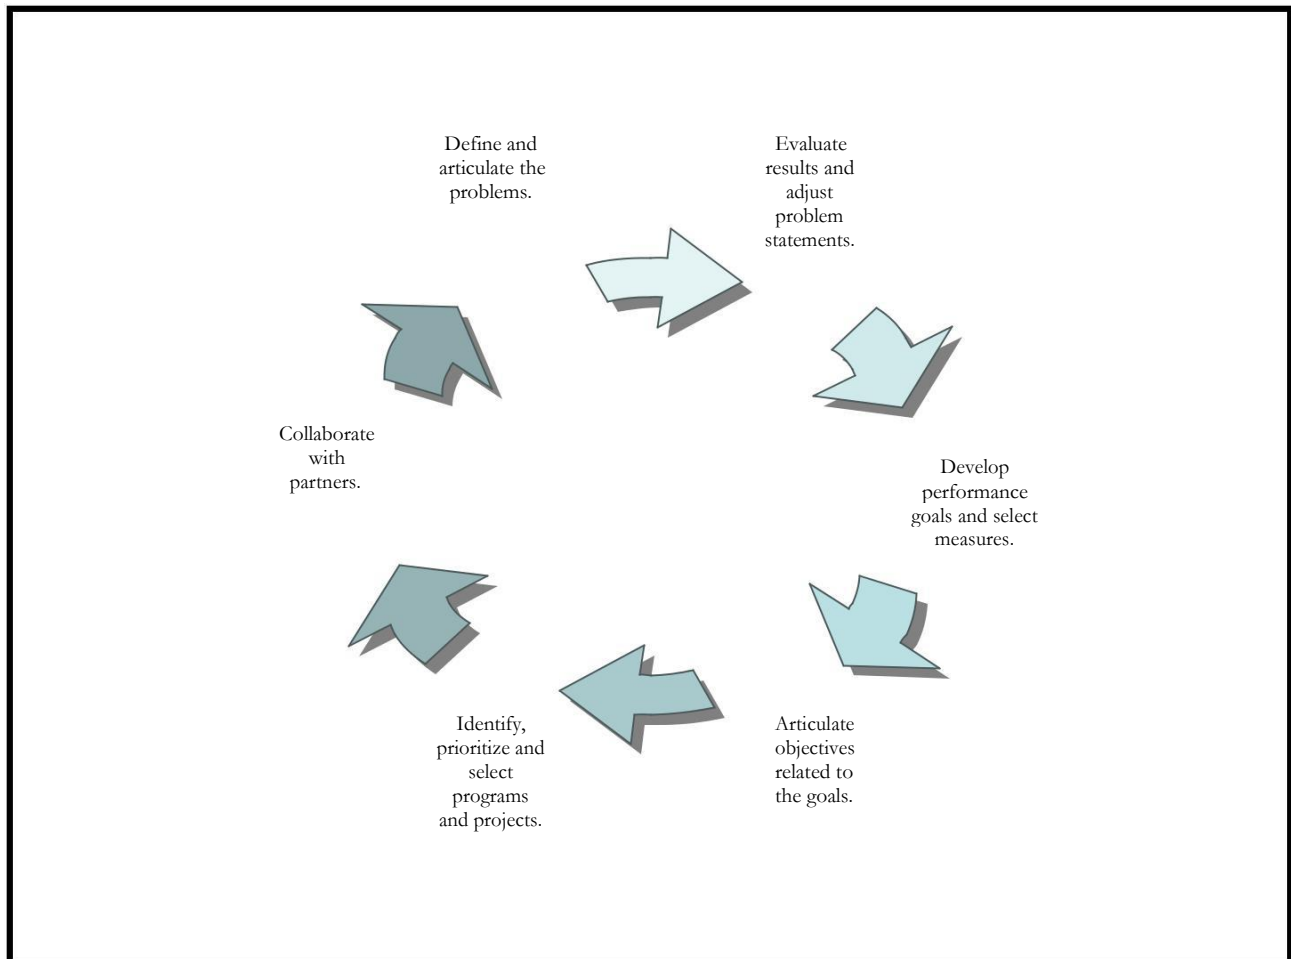 Define and
articulate the
problems.
Evaluate
results and
adjust
problem
statements.
Develop
performance
goals and select
measures.
Articulate
objectives
related to
the goals.
Identify,
prioritize and
select
programs
and projects.
Collaborate
with
partners.